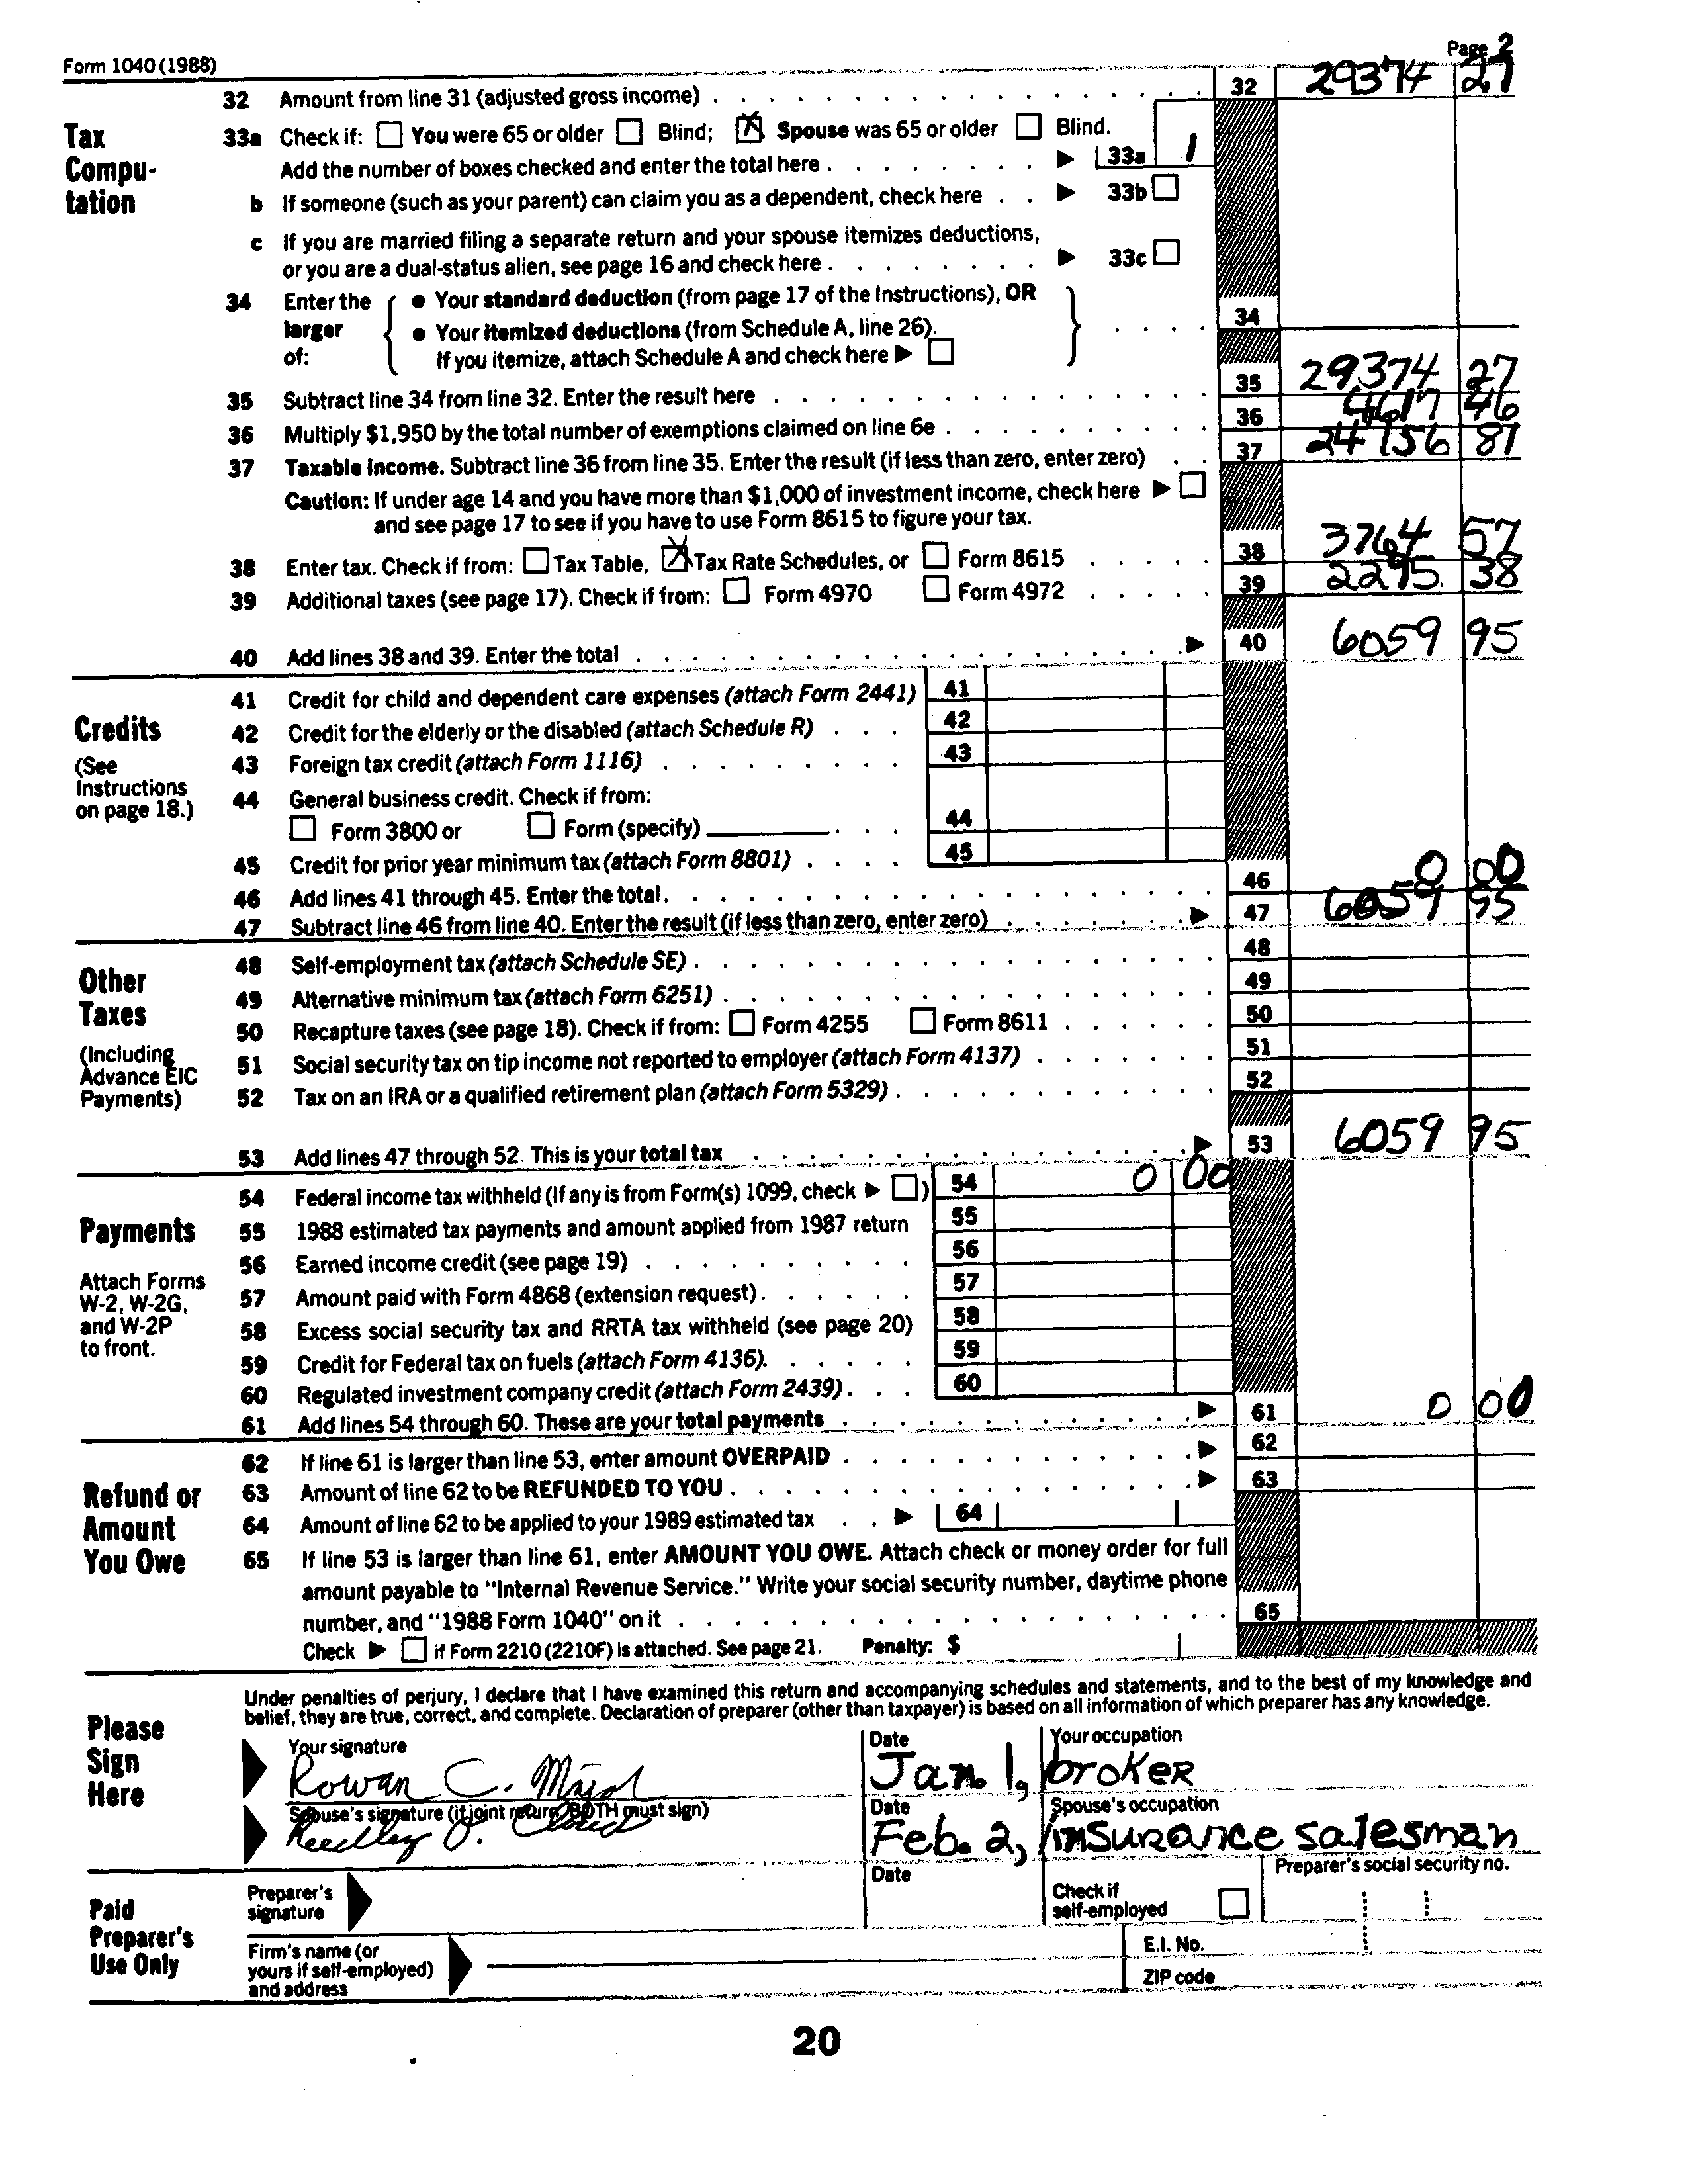 Form 1040 (1988) Page 2
32 Amount from line 31 (adjusted gross income) 32 29374 27
Tax Compu- tation
33a Check if: You were 65 or older Blind; X Spouse was 65 or older Blind.
Add the number of boxes checked and enter the total here 33a 1
b If someone (such as your parent) can claim you as a dependent, check here 33b
c If you are married filing a separate return and your spouse itemizes deductions,
or you are a dual-status alien, see page 16 and check here 33c
34 Enter the larger of:
● Your standard deduction (from page 17 of the Instructions), OR
● Your itemized deductions (from Schedule A, line 26). 34
If you itemize, attach Schedule A and check here
35 Subtract line 34 from line 32. Enter the result here 35 29374 27
36 Multiply $1,950 by the total number of exemptions claimed on line 6e 36 4617 46
37 Taxable Income. Subtract line 36 from line 35. Enter the result (if less than zero, enter zero) 37 24756 81
Caution: If under age 14 and you have more than $1,000 of investment income, check here
and see page 17 to see if you have to use Form 8615 to figure your tax.
38 Enter tax. Check if from: Tax Table, X Tax Rate Schedules, or Form 8615 38 3764 57
39 Additional taxes (see page 17). Check if from: Form 4970 Form 4972 39 2295 38
40 Add lines 38 and 39. Enter the total 40 6059 95
Credits
(See Instructions on page 18.)
41 Credit for child and dependent care expenses (attach Form 2441) 41
42 Credit for the elderly or the disabled (attach Schedule R) 42
43 Foreign tax credit (attach Form 1116) 43
44 General business credit. Check if from:
Form 3800 or Form (specify) 44
45 Credit for prior year minimum tax (attach Form 8801) 45
46 Add lines 41 through 45. Enter the total 46 0 00
47 Subtract line 46 from line 40. Enter the result (if less than zero, enter zero) 47 6059 95
Other Taxes
(Including Advance EIC Payments)
48 Self-employment tax (attach Schedule SE) 48
49 Alternative minimum tax (attach Form 6251) 49
50 Recapture taxes (see page 18). Check if from: Form 4255 Form 8611 50
51 Social security tax on tip income not reported to employer (attach Form 4137) 51
52 Tax on an IRA or a qualified retirement plan (attach Form 5329) 52
53 Add lines 47 through 52. This is your total tax 53 6059 95
Payments
Attach Forms W-2, W-2G, and W-2P to front.
54 Federal income tax withheld (If any is from Form(s) 1099, check ) 54 0 00
55 1988 estimated tax payments and amount applied from 1987 return 55
56 Earned income credit (see page 19) 56
57 Amount paid with Form 4868 (extension request) 57
58 Excess social security tax and RRTA tax withheld (see page 20) 58
59 Credit for Federal tax on fuels (attach Form 4136). 59
60 Regulated investment company credit (attach Form 2439) 60
61 Add lines 54 through 60. These are your total payments 61 0 00
Refund or Amount You Owe
62 If line 61 is larger than line 53, enter amount OVERPAID 62
63 Amount of line 62 to be REFUNDED TO YOU 63
64 Amount of line 62 to be applied to your 1989 estimated tax 64
65 If line 53 is larger than line 61, enter AMOUNT YOU OWE. Attach check or money order for full
amount payable to "Internal Revenue Service." Write your social security number, daytime phone
number, and "1988 Form 1040" on it 65
Check if Form 2210 (2210F) is attached. See page 21. Penalty: $
Please Sign Here
Under penalties of perjury, I declare that I have examined this return and accompanying schedules and statements, and to the best of my knowledge and
belief, they are true, correct, and complete. Declaration of preparer (other than taxpayer) is based on all information of which preparer has any knowledge.
Your signature Date Your occupation
Rowan C. Jan. 1, broker
Spouse's signature (if joint return, BOTH must sign) Date Spouse's occupation
Reedley Feb. 2, insurance salesman
Paid Preparer's Use Only
Preparer's signature Date Check if self-employed Preparer's social security no.
Firm's name (or yours if self-employed) and address E.I. No.
ZIP code
20